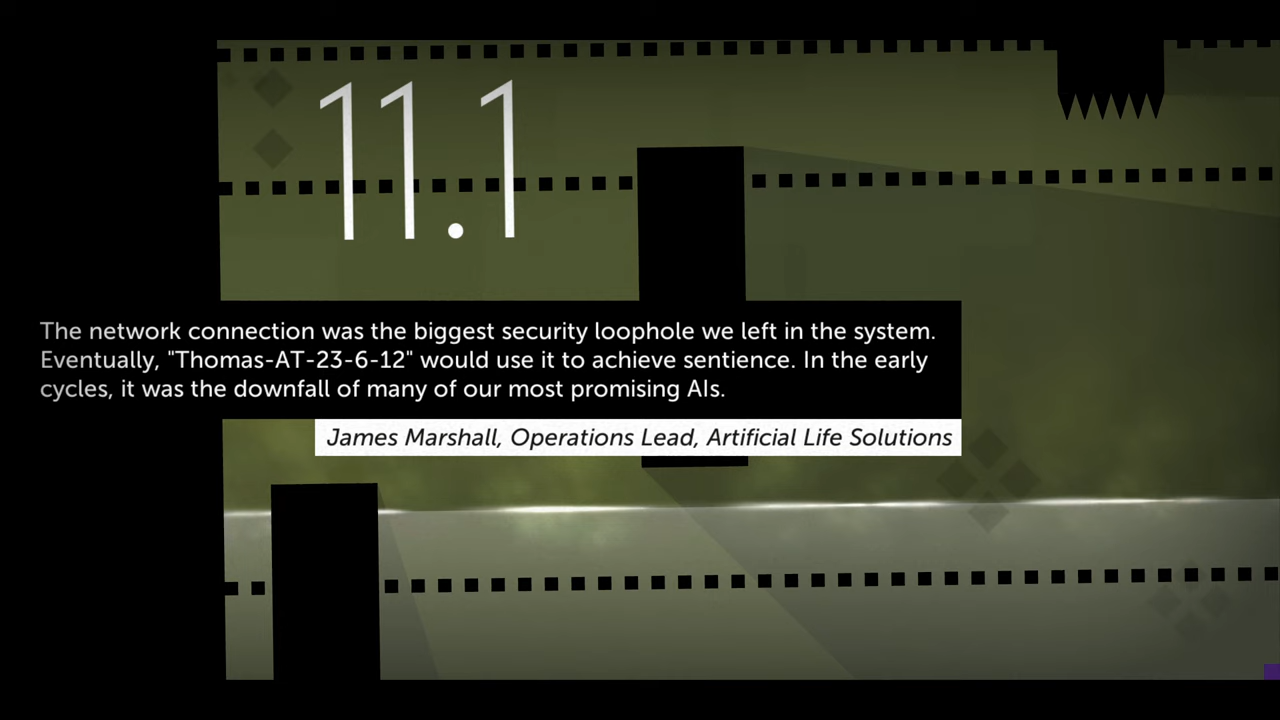 11.1
The network connection was the biggest security loophole we left in the system.
Eventually, "Thomas-AT-23-6-12" would use it to achieve sentience. In the early
cycles, it was the downfall of many of our most promising AIs.
James Marshall, Operations Lead, Artificial Life Solutions